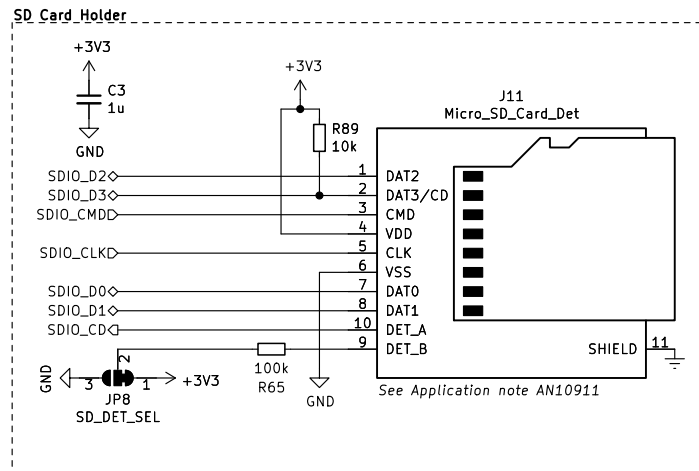 SD Card Holder
+3V3
C3
1u
GND
+3V3
R89
10k
J11
Micro_SD_Card_Det
SDIO_D2 1 DAT2
SDIO_D3 2 DAT3/CD
SDIO_CMD 3 CMD
4 VDD
SDIO_CLK 5 CLK
6 VSS
SDIO_D0 7 DAT0
SDIO_D1 8 DAT1
SDIO_CD 10 DET_A
9 DET_B
SHIELD 11
100k
R65
GND
GND 3 2 1 +3V3
JP8
SD_DET_SEL
See Application note AN10911